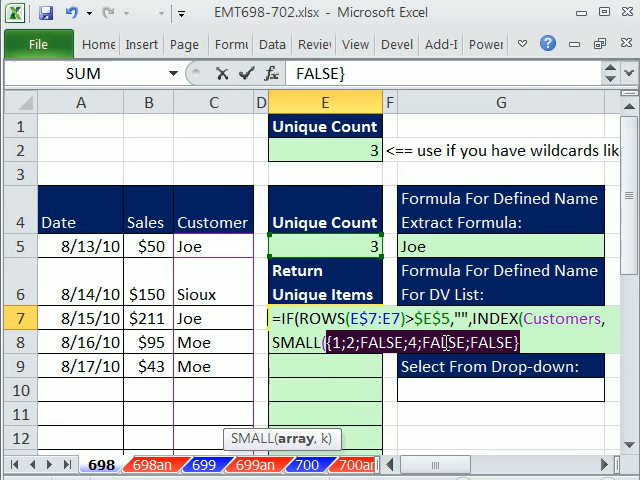 EMT698-702.xlsx - Microsoft Excel
File Home Insert Page Formu Data Review View Devel Add-I Power
SUM fx FALSE}
A B C D E F G
1 Unique Count
2 3 <== use if you have wildcards lik
3
4 Date Sales Customer Unique Count Formula For Defined Name Extract Formula:
5 8/13/10 $50 Joe 3 Joe
6 8/14/10 $150 Sioux Return Unique Items Formula For Defined Name For DV List:
7 8/15/10 $211 Joe =IF(ROWS(E$7:E7)>$E$5,"",INDEX(Customers,
8 8/16/10 $95 Moe SMALL({1;2;FALSE;4;FALSE;FALSE}
9 8/17/10 $43 Moe Select From Drop-down:
10
11
12 SMALL(array, k)
698 698an 699 699an 700 700an